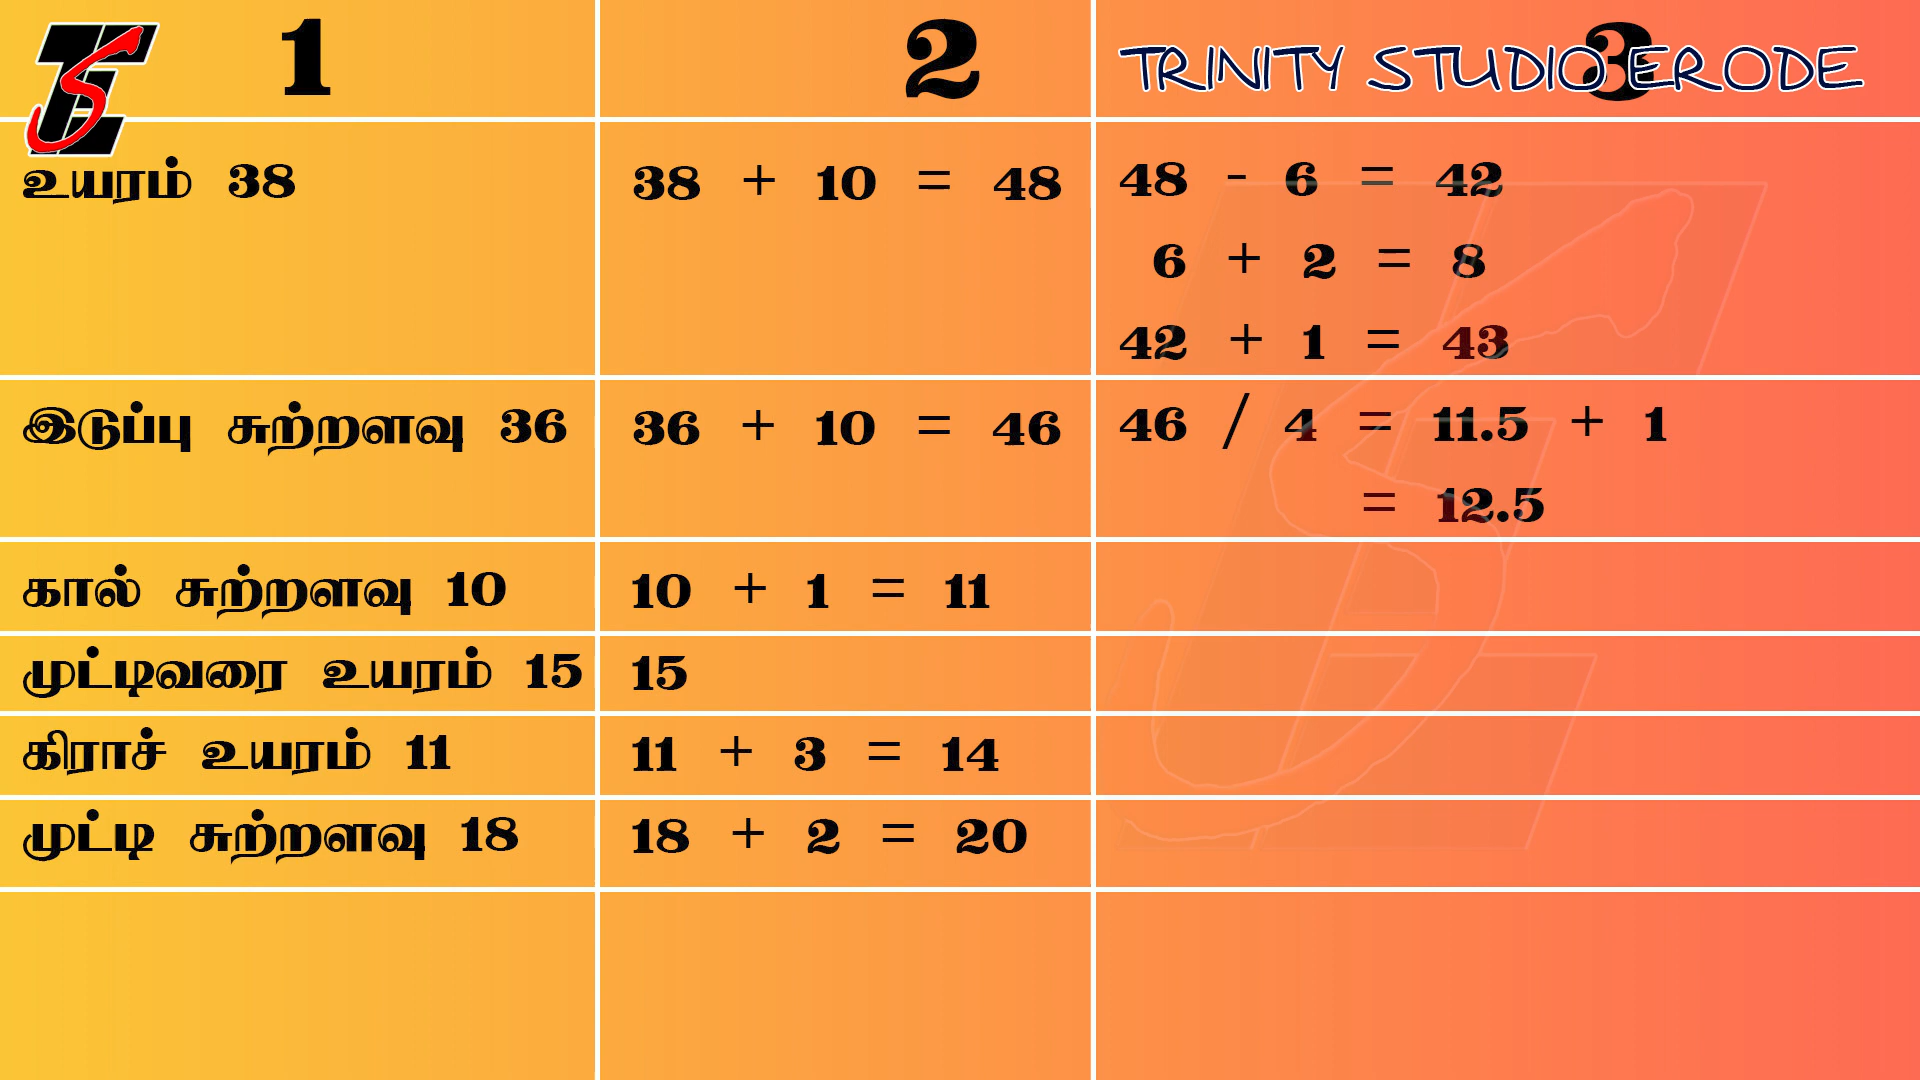 1 2 3
TRINITY STUDIO ERODE
உயரம் 38 38 + 10 = 48 48 - 6 = 42
6 + 2 = 8
42 + 1 = 43
இடுப்பு சுற்றளவு 36 36 + 10 = 46 46 / 4 = 11.5 + 1
= 12.5
கால் சுற்றளவு 10 10 + 1 = 11
முட்டிவரை உயரம் 15 15
கிராச் உயரம் 11 11 + 3 = 14
முட்டி சுற்றளவு 18 18 + 2 = 20